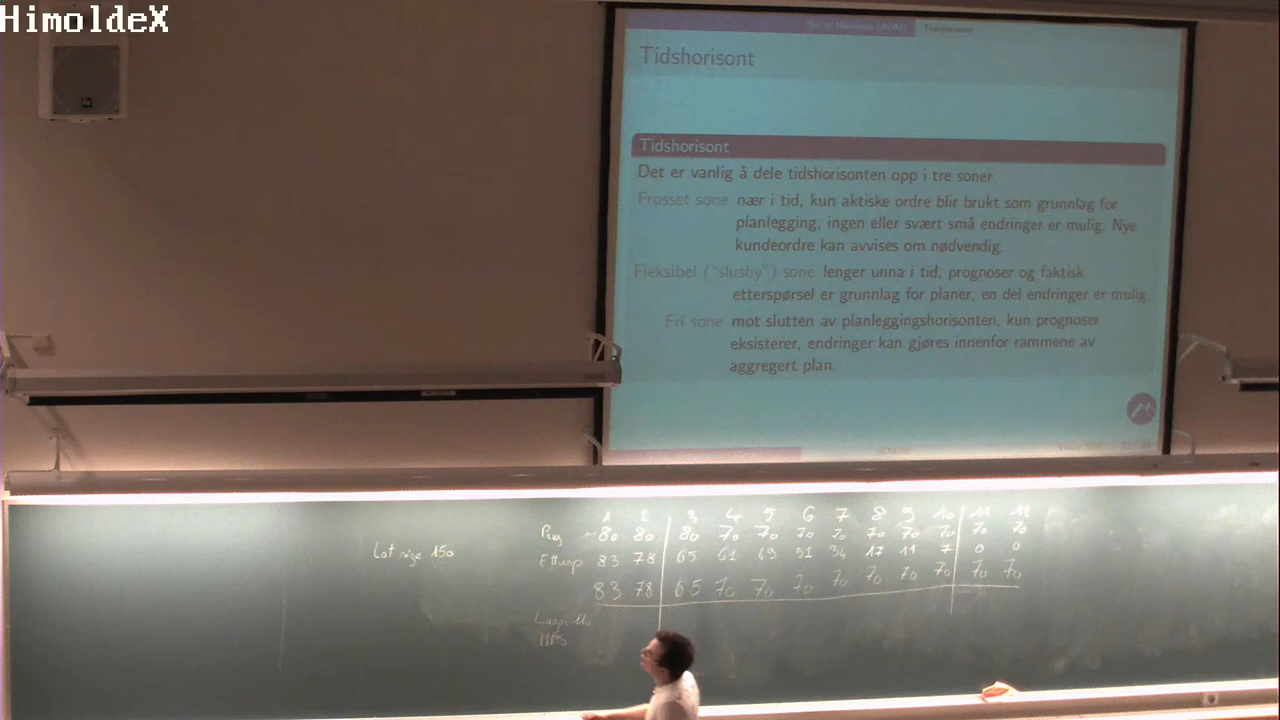 HimoldeX
Tidshorisont
Tidshorisont
Tidshorisont
Det er vanlig å dele tidshorisonten opp i tre soner.
Frosset sone nær i tid, kun aktiske ordre blir brukt som grunnlag for
planlegging, ingen eller svært små endringer er mulig. Nye
kundeordre kan avvises om nødvendig.
Fleksibel ("slushy") sone lenger unna i tid, prognoser og faktisk
etterspørsel er grunnlag for planer, en del endringer er mulig.
Fri sone mot slutten av planleggingshorisonten, kun prognoser
eksisterer, endringer kan gjøres innenfor rammene av
aggregert plan.
1 2 3 4 5 6 7 8 9 10 11 11
Prog 80 80 80 70 70 70 70 70 70 70 70 70
Lot size 150
Ettersp 83 78 65 61 49 51 34 17 11 7 0 0
83 78 65 70 70 70 70 70 70 70 70 70
Lager
MPS